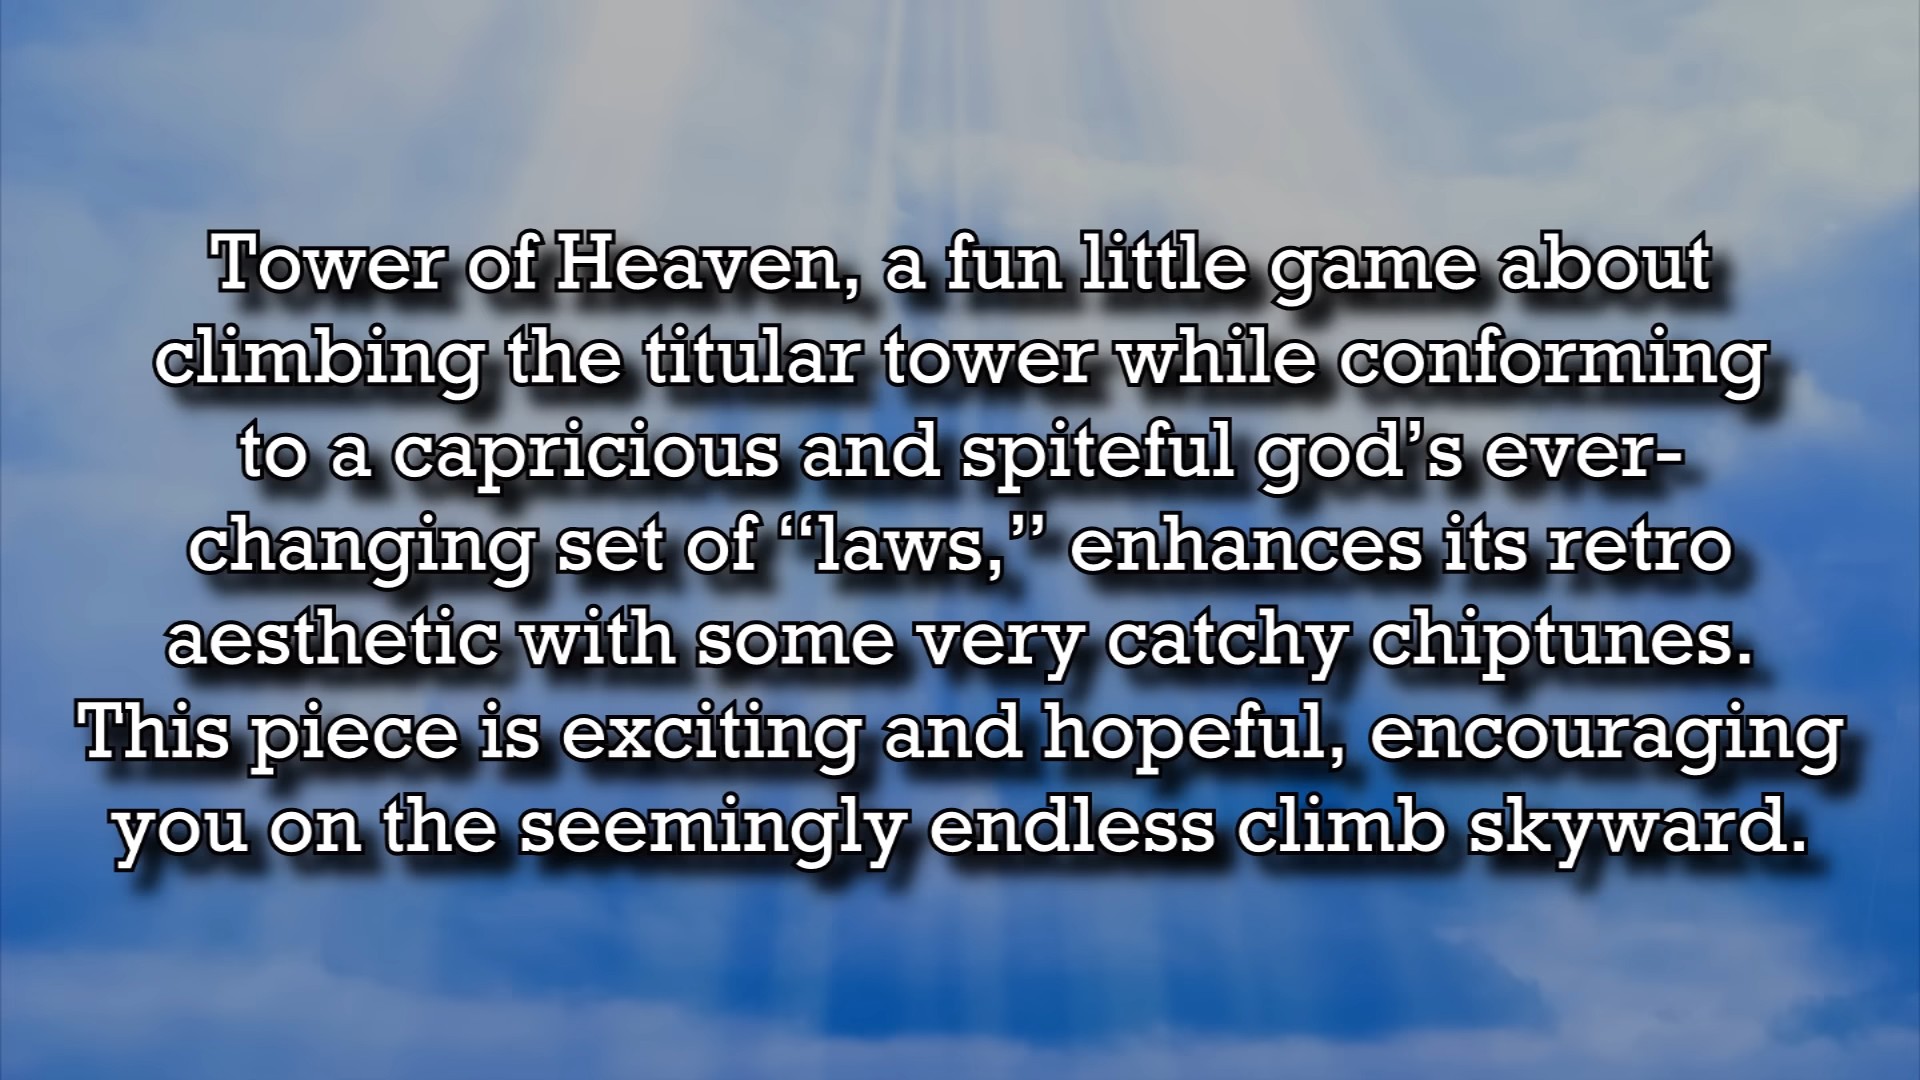 Tower of Heaven, a fun little game about
climbing the titular tower while conforming
to a capricious and spiteful god’s ever-
changing set of “laws,” enhances its retro
aesthetic with some very catchy chiptunes.
This piece is exciting and hopeful, encouraging
you on the seemingly endless climb skyward.